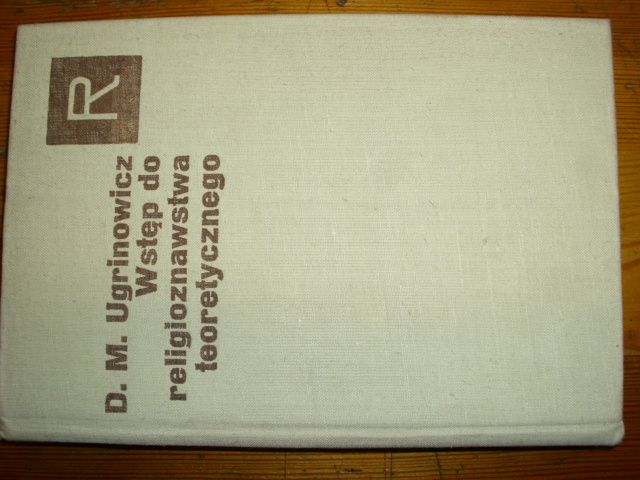 R
D. M. Ugrinowicz
Wstęp do
religioznawstwa
teoretycznego